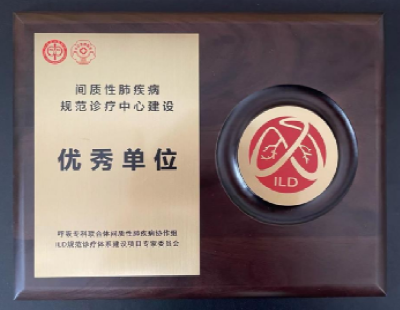 间质性肺疾病
规范诊疗中心建设
优秀单位
呼吸专科联合体间质性肺疾病协作组
ILD规范诊疗体系建设项目专家委员会
ILD